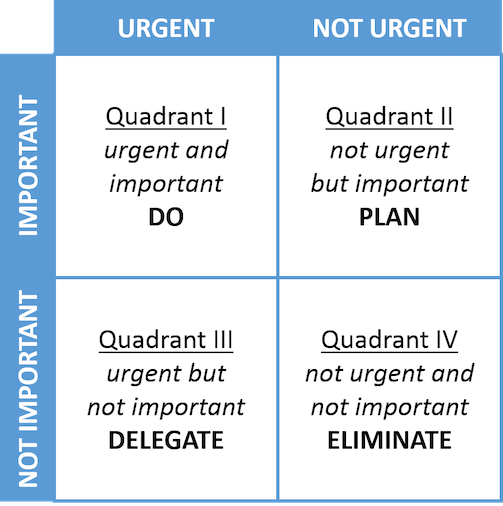 URGENT
NOT URGENT
IMPORTANT
Quadrant I
urgent and
important
DO
Quadrant II
not urgent
but important
PLAN
NOT IMPORTANT
Quadrant III
urgent but
not important
DELEGATE
Quadrant IV
not urgent and
not important
ELIMINATE